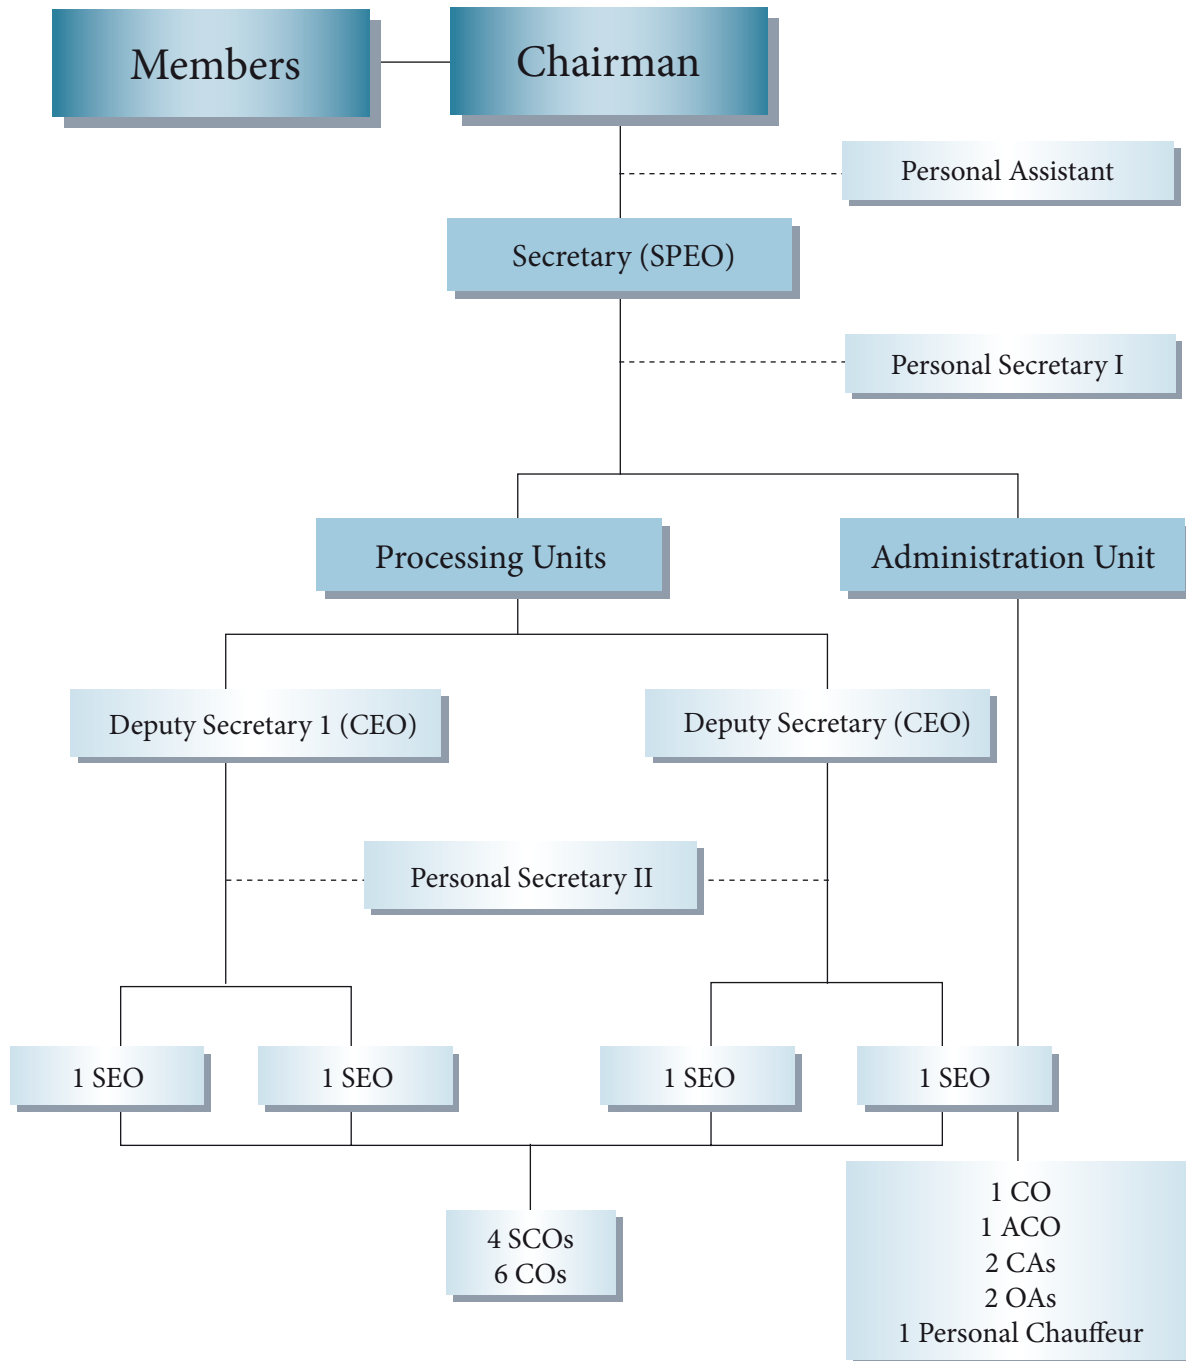 Members
Chairman
Personal Assistant
Secretary (SPEO)
Personal Secretary I
Processing Units
Administration Unit
Deputy Secretary 1 (CEO)
Deputy Secretary (CEO)
Personal Secretary II
1 SEO
1 SEO
1 SEO
1 SEO
4 SCOs
6 COs
1 CO
1 ACO
2 CAs
2 OAs
1 Personal Chauffeur